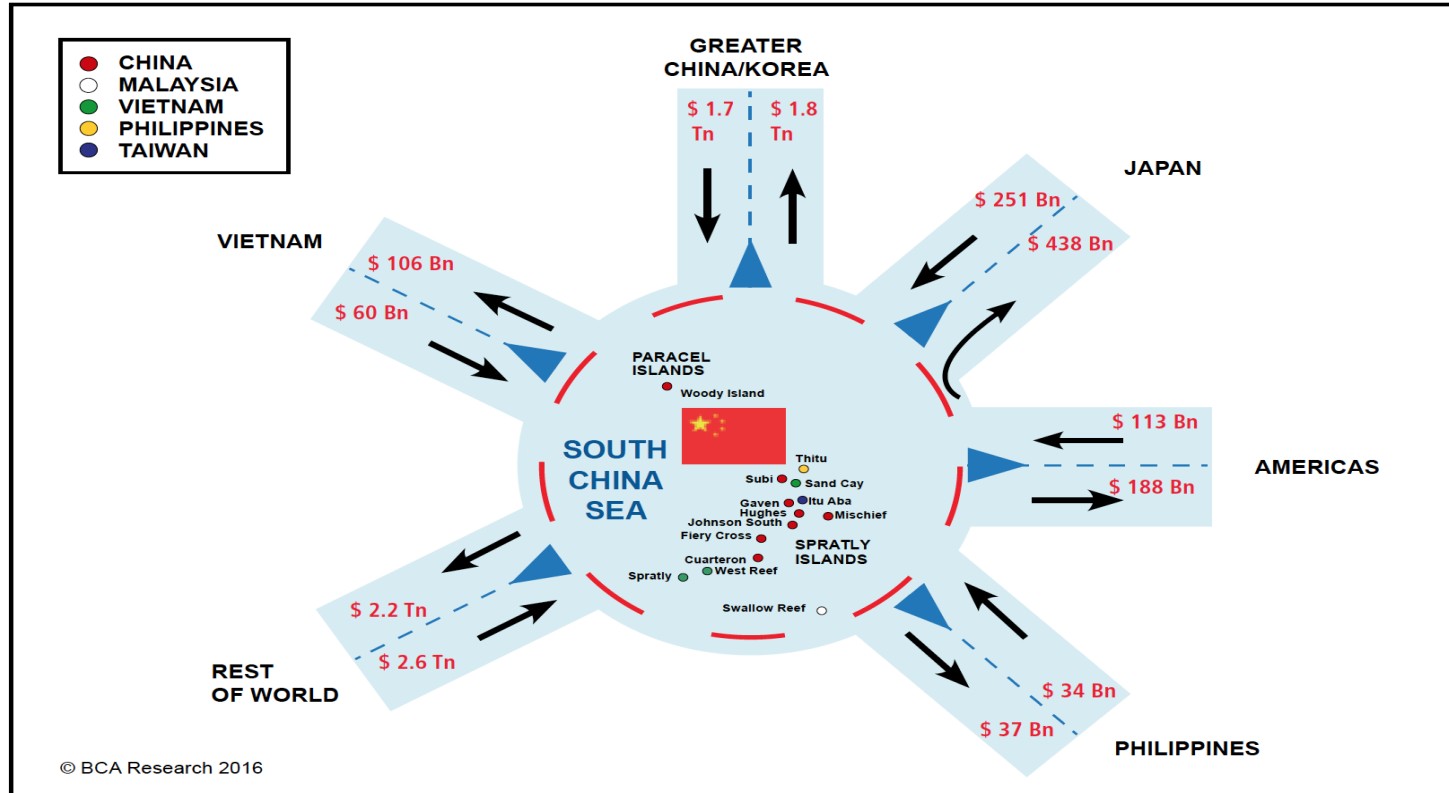 CHINA
MALAYSIA
VIETNAM
PHILIPPINES
TAIWAN
GREATER
CHINA/KOREA
$ 1.7
Tn
$ 1.8
Tn
JAPAN
$ 251 Bn
$ 438 Bn
VIETNAM
$ 106 Bn
$ 60 Bn
PARACEL
ISLANDS
Woody Island
SOUTH
CHINA
SEA
$ 113 Bn
AMERICAS
$ 188 Bn
Thitu
Subi
Sand Cay
Gaven
Itu Aba
Hughes
Mischief
Johnson South
Fiery Cross
SPRATLY
ISLANDS
Cuarteron
Spratly
West Reef
Swallow Reef
$ 2.2 Tn
$ 2.6 Tn
REST
OF WORLD
$ 34 Bn
$ 37 Bn
PHILIPPINES
© BCA Research 2016